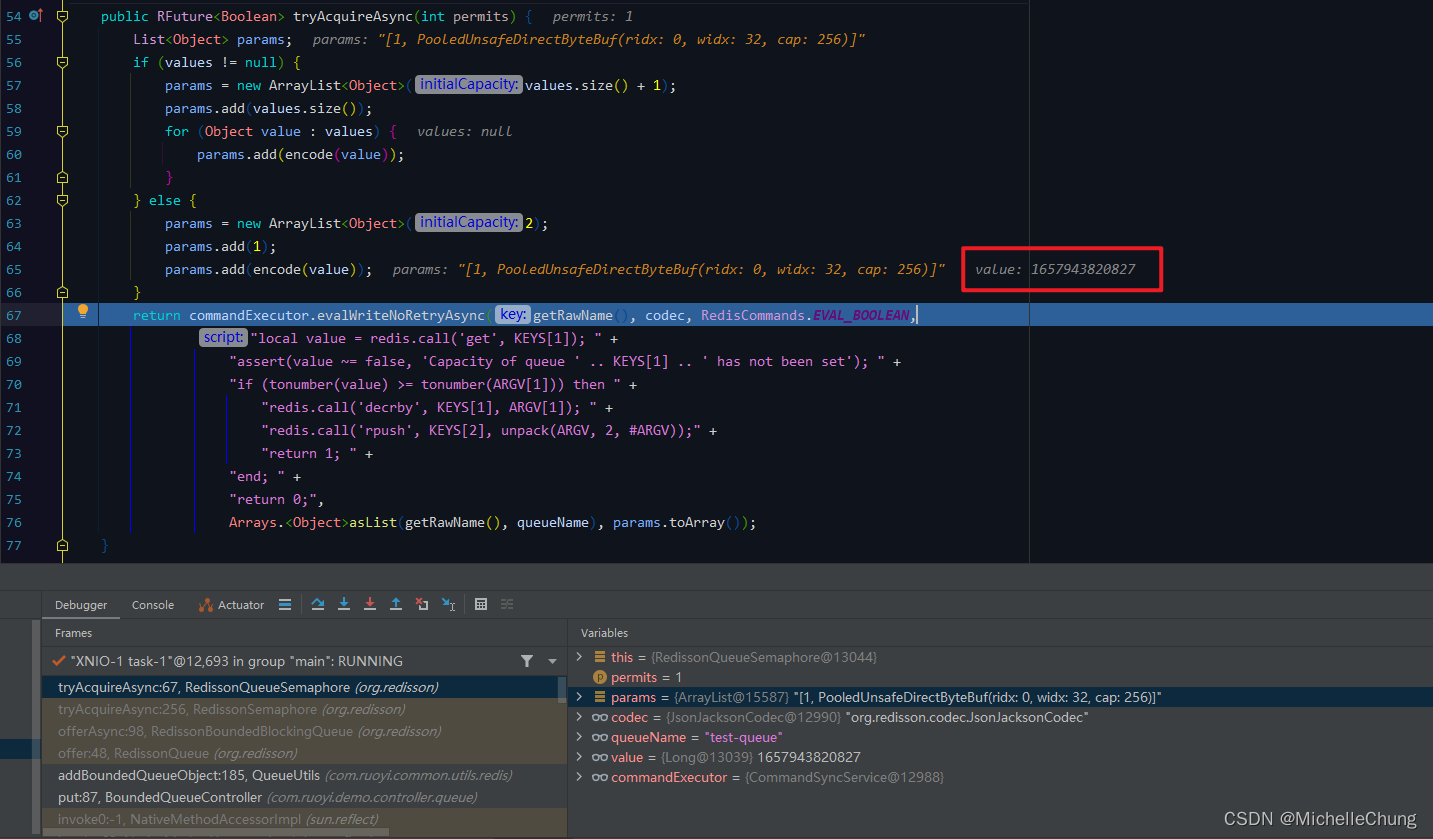 54 public RFuture<Boolean> tryAcquireAsync(int permits) { permits: 1
55 List<Object> params; params: "[1, PooledUnsafeDirectByteBuf(ridx: 0, widx: 32, cap: 256)]"
56 if (values != null) {
57 params = new ArrayList<Object>( initialCapacity: values.size() + 1);
58 params.add(values.size());
59 for (Object value : values) { values: null
60 params.add(encode(value));
61 }
62 } else {
63 params = new ArrayList<Object>( initialCapacity: 2);
64 params.add(1);
65 params.add(encode(value)); params: "[1, PooledUnsafeDirectByteBuf(ridx: 0, widx: 32, cap: 256)]" value: 1657943820827
66 }
67 return commandExecutor.evalWriteNoRetryAsync( key: getRawName(), codec, RedisCommands.EVAL_BOOLEAN,
68 script: "local value = redis.call('get', KEYS[1]); " +
69 "assert(value ~= false, 'Capacity of queue ' .. KEYS[1] .. ' has not been set'); " +
70 "if (tonumber(value) >= tonumber(ARGV[1])) then " +
71 "redis.call('decrby', KEYS[1], ARGV[1]); " +
72 "redis.call('rpush', KEYS[2], unpack(ARGV, 2, #ARGV));" +
73 "return 1; " +
74 "end; " +
75 "return 0;",
76 Arrays.<Object>asList(getRawName(), queueName), params.toArray());
77 }
Debugger Console Actuator
Frames
"XNIO-1 task-1"@12,693 in group "main": RUNNING
tryAcquireAsync:67, RedissonQueueSemaphore (org.redisson)
tryAcquireAsync:256, RedissonSemaphore (org.redisson)
offerAsync:98, RedissonBoundedBlockingQueue (org.redisson)
offer:48, RedissonQueue (org.redisson)
addBoundedQueueObject:185, QueueUtils (com.ruoyi.common.utils.redis)
put:87, BoundedQueueController (com.ruoyi.demo.controller.queue)
invoke0:-1, NativeMethodAccessorImpl (sun.reflect)
Variables
this = {RedissonQueueSemaphore@13044}
p permits = 1
params = {ArrayList@15587} "[1, PooledUnsafeDirectByteBuf(ridx: 0, widx: 32, cap: 256)]"
codec = {JsonJacksonCodec@12990} "org.redisson.codec.JsonJacksonCodec"
queueName = "test-queue"
value = {Long@13039} 1657943820827
commandExecutor = {CommandSyncService@12988}
CSDN @MichelleChung